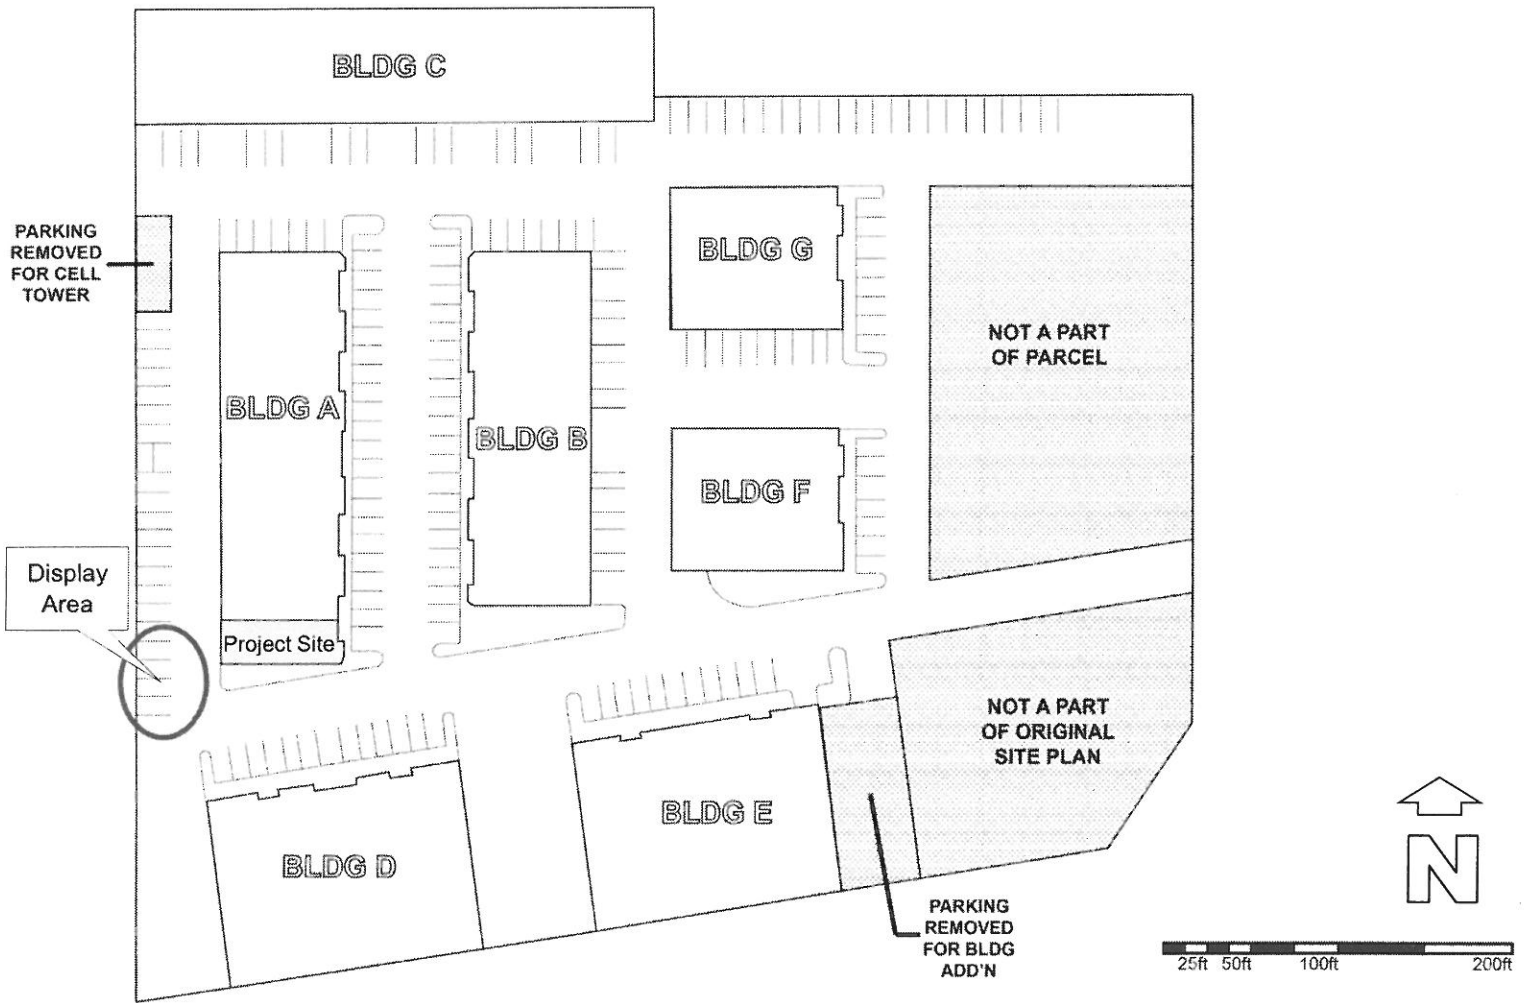 BLDG C
PARKING
REMOVED
FOR CELL
TOWER
BLDG G
NOT A PART
OF PARCEL
BLDG A
BLDG B
BLDG F
Display
Area
Project Site
NOT A PART
OF ORIGINAL
SITE PLAN
BLDG E
BLDG D
PARKING
REMOVED
FOR BLDG
ADD'N
N
25ft 50ft 100ft 200ft